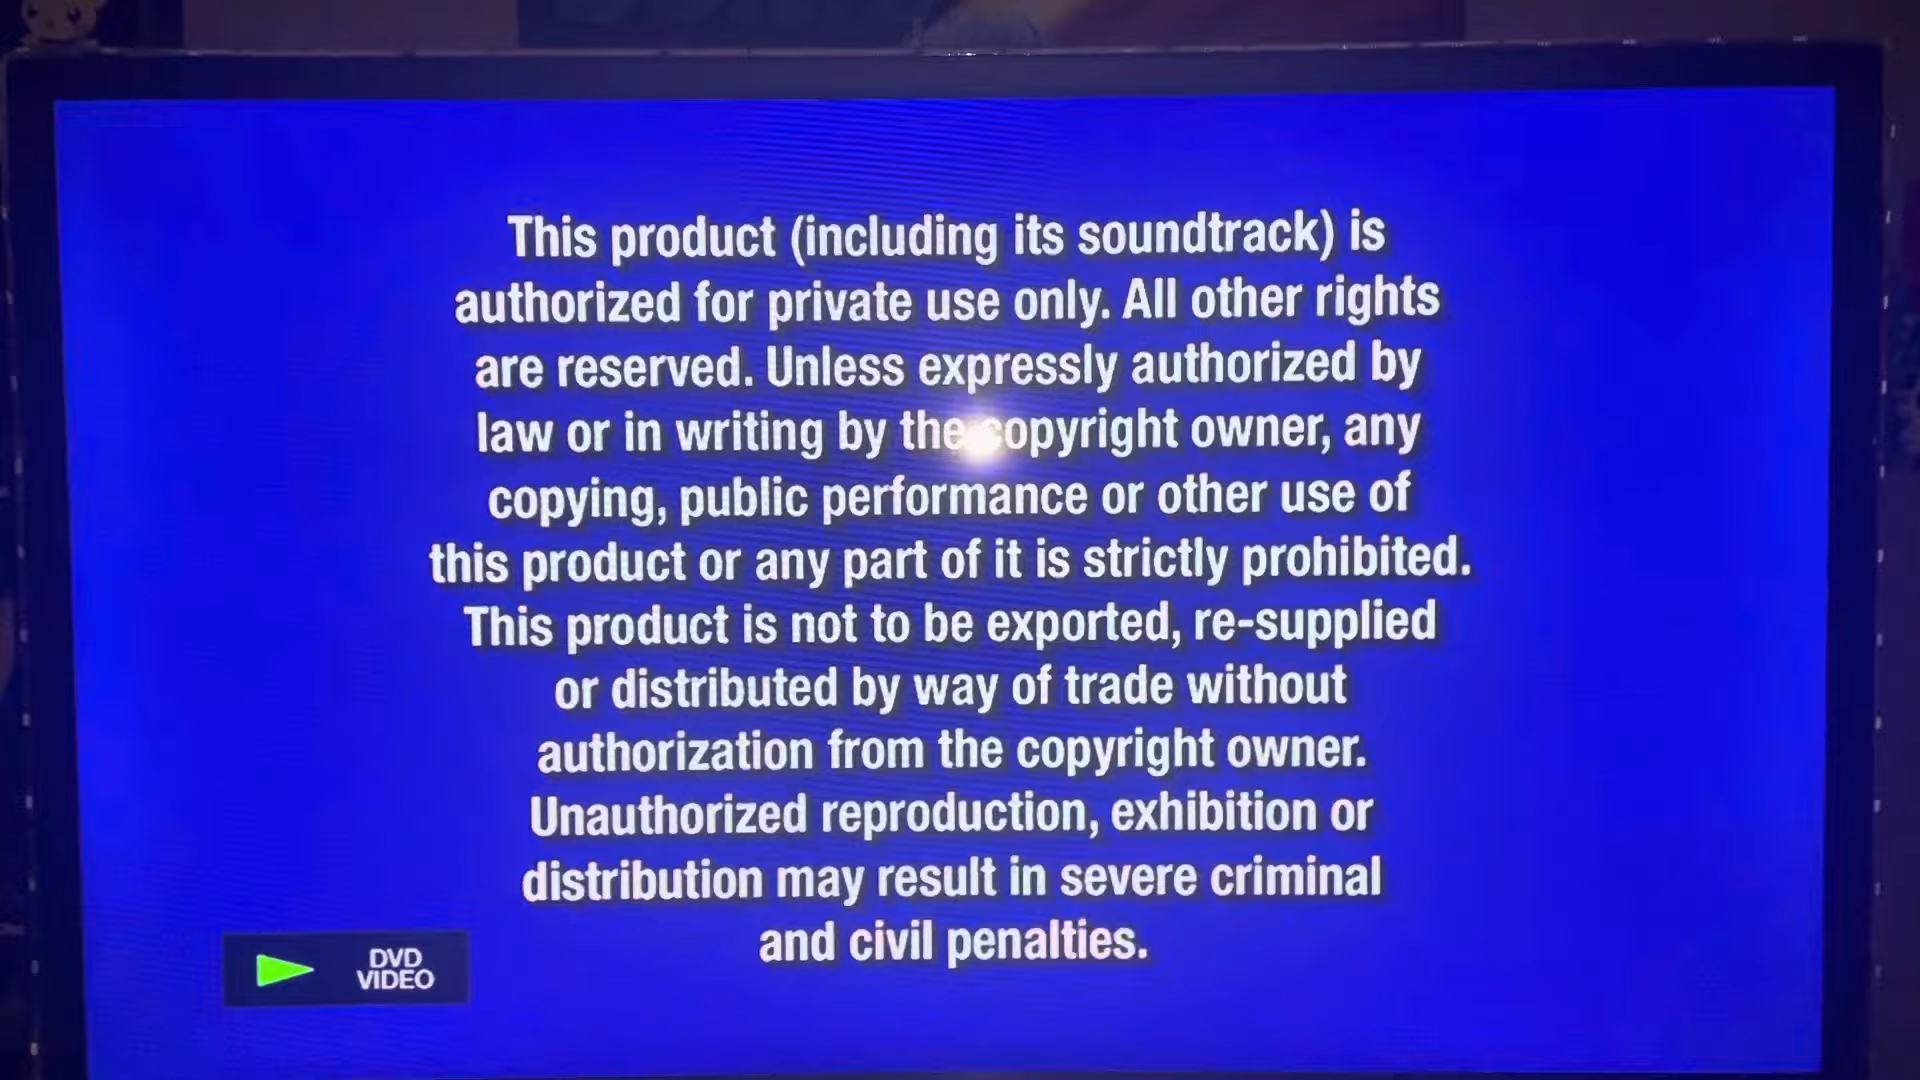 This product (including its soundtrack) is
authorized for private use only. All other rights
are reserved. Unless expressly authorized by
law or in writing by the copyright owner, any
copying, public performance or other use of
this product or any part of it is strictly prohibited.
This product is not to be exported, re-supplied
or distributed by way of trade without
authorization from the copyright owner.
Unauthorized reproduction, exhibition or
distribution may result in severe criminal
and civil penalties.
DVD
VIDEO